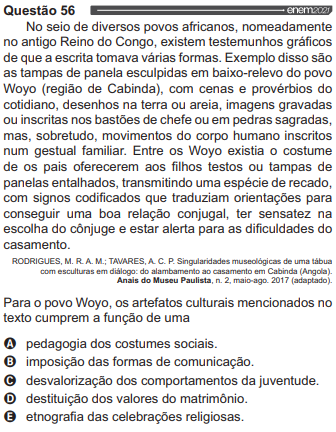 Questão 56 enem2021
No seio de diversos povos africanos, nomeadamente
no antigo Reino do Congo, existem testemunhos gráficos
de que a escrita tomava várias formas. Exemplo disso são
as tampas de panela esculpidas em baixo-relevo do povo
Woyo (região de Cabinda), com cenas e provérbios do
cotidiano, desenhos na terra ou areia, imagens gravadas
ou inscritas nos bastões de chefe ou em pedras sagradas,
mas, sobretudo, movimentos do corpo humano inscritos
num gestual familiar. Entre os Woyo existia o costume
de os pais oferecerem aos filhos testos ou tampas de
panelas entalhados, transmitindo uma espécie de recado,
com signos codificados que traduziam orientações para
conseguir uma boa relação conjugal, ter sensatez na
escolha do cônjuge e estar alerta para as dificuldades do
casamento.
RODRIGUES, M. R. A. M.; TAVARES, A. C. P. Singularidades museológicas de uma tábua
com esculturas em diálogo: do alambamento ao casamento em Cabinda (Angola).
Anais do Museu Paulista, n. 2, maio-ago. 2017 (adaptado).
Para o povo Woyo, os artefatos culturais mencionados no
texto cumprem a função de uma
A pedagogia dos costumes sociais.
B imposição das formas de comunicação.
C desvalorização dos comportamentos da juventude.
D destituição dos valores do matrimônio.
E etnografia das celebrações religiosas.